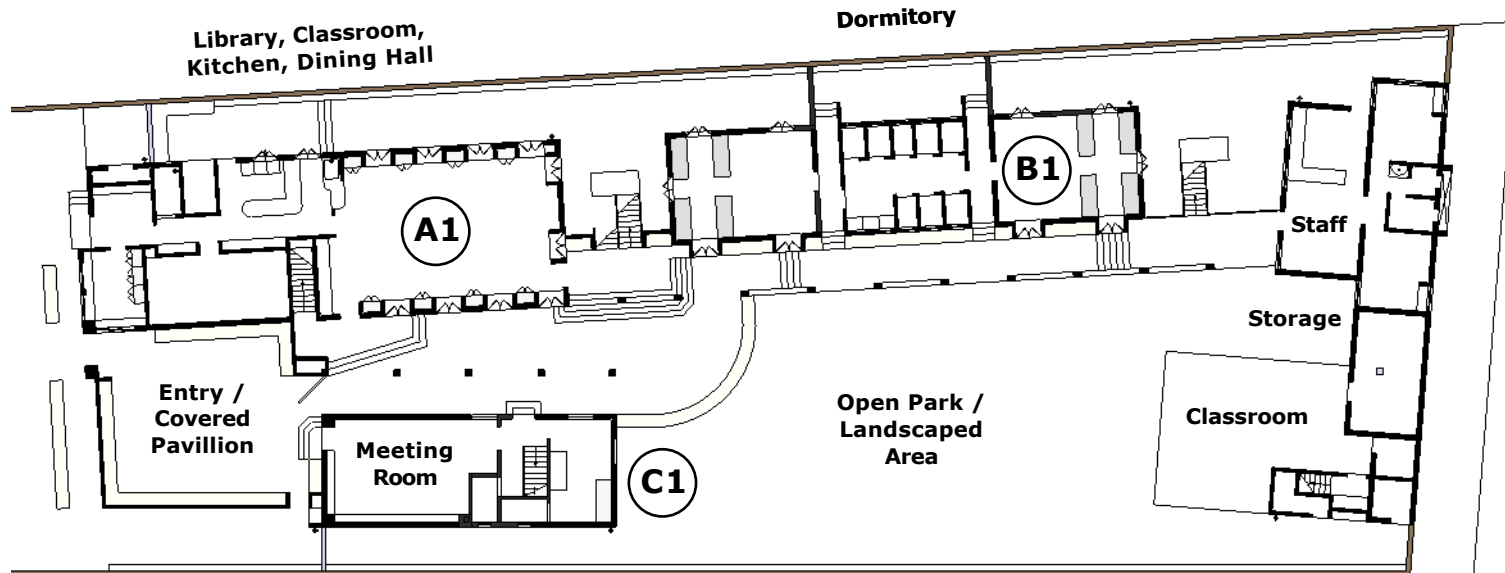 Library, Classroom,
Kitchen, Dining Hall
Dormitory
A1
B1
Staff
Storage
Entry /
Covered
Pavillion
Meeting
Room
C1
Open Park /
Landscaped
Area
Classroom